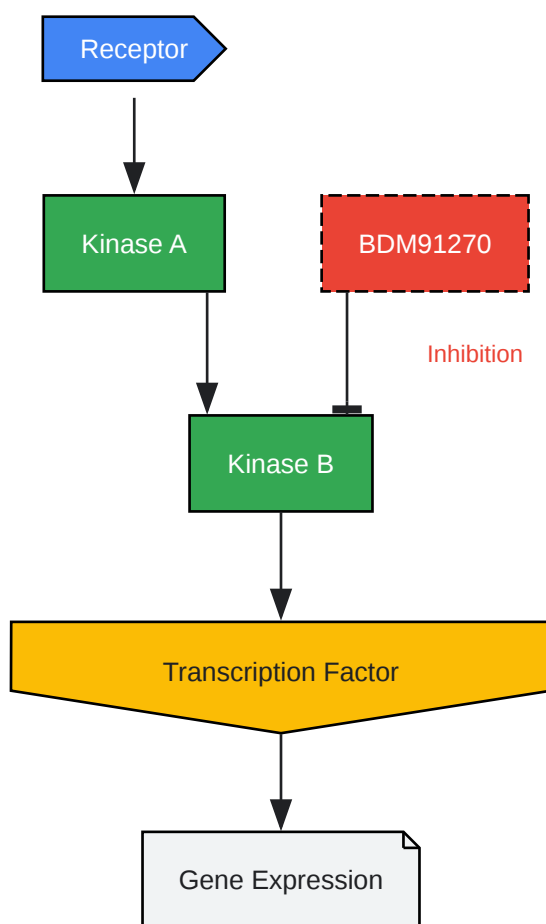 Receptor
Kinase A
BDM91270
Inhibition
Kinase B
Transcription Factor
Gene Expression